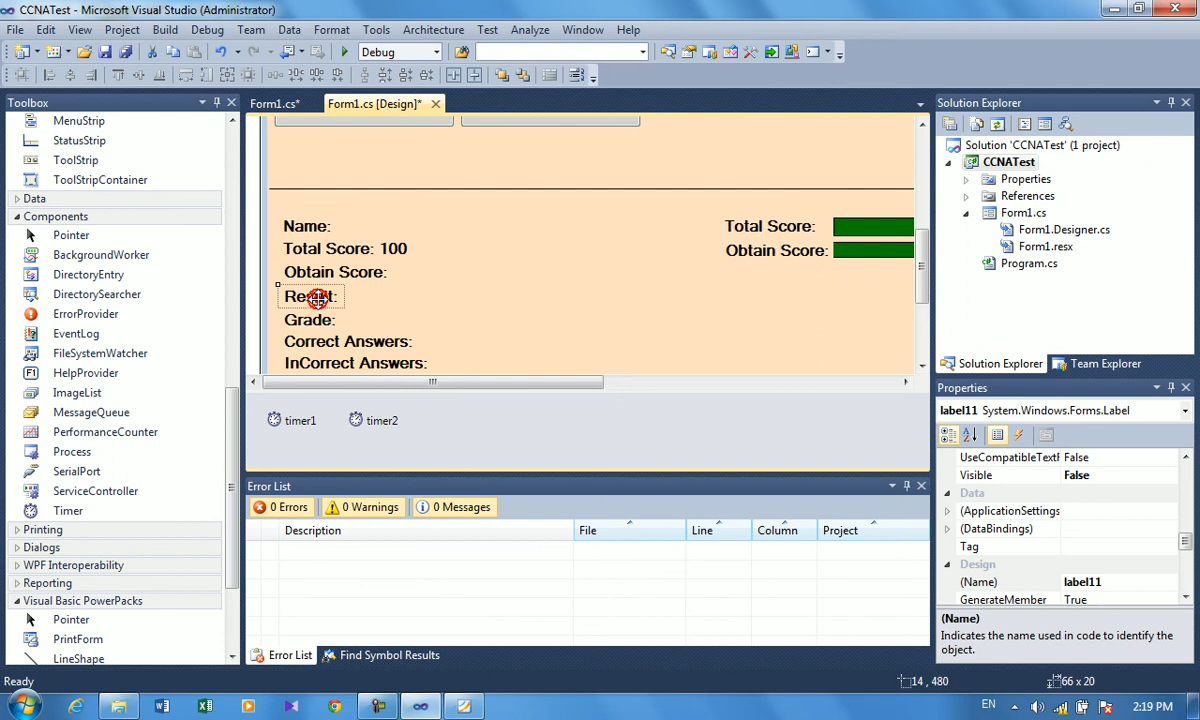 CCNATest - Microsoft Visual Studio (Administrator)
File Edit View Project Build Debug Team Data Format Tools Architecture Test Analyze Window Help
Debug
Toolbox
Form1.cs*
Form1.cs [Design]*
Solution Explorer
MenuStrip
StatusStrip
ToolStrip
ToolStripContainer
Data
Components
Pointer
BackgroundWorker
DirectoryEntry
DirectorySearcher
ErrorProvider
EventLog
FileSystemWatcher
HelpProvider
ImageList
MessageQueue
PerformanceCounter
Process
SerialPort
ServiceController
Timer
Printing
Dialogs
WPF Interoperability
Reporting
Visual Basic PowerPacks
Pointer
PrintForm
LineShape
Name:
Total Score: 100
Obtain Score:
Grade:
Correct Answers:
InCorrect Answers:
Total Score:
Obtain Score:
timer1
timer2
Error List
0 Errors
0 Warnings
0 Messages
Description File Line Column Project
Error List
Find Symbol Results
Solution 'CCNATest' (1 project)
CCNATest
Properties
References
Form1.cs
Form1.Designer.cs
Form1.resx
Program.cs
Solution Explorer
Team Explorer
Properties
label11 System.Windows.Forms.Label
UseCompatibleTextF False
Visible False
Data
(ApplicationSettings
(DataBindings)
Tag
Design
(Name) label11
GenerateMember True
(Name)
Indicates the name used in code to identify the
object.
Ready
14 , 480
66 x 20
EN
2:19 PM